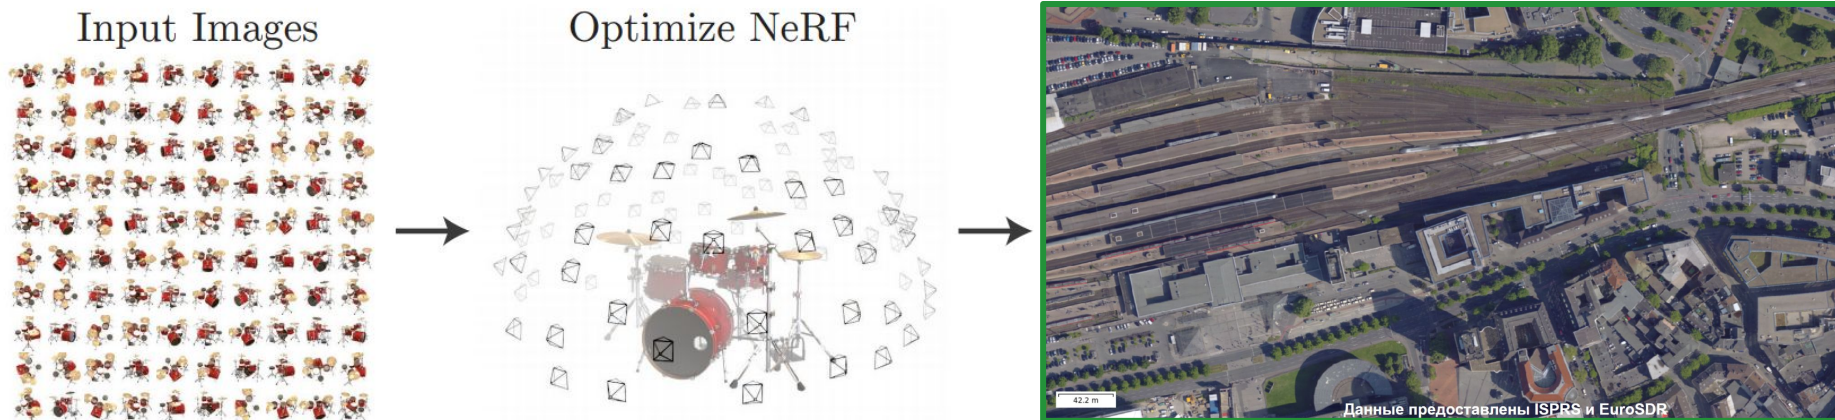 Input Images
Optimize NeRF
42.2 m
Данные предоставлены ISPRS и EuroSDR